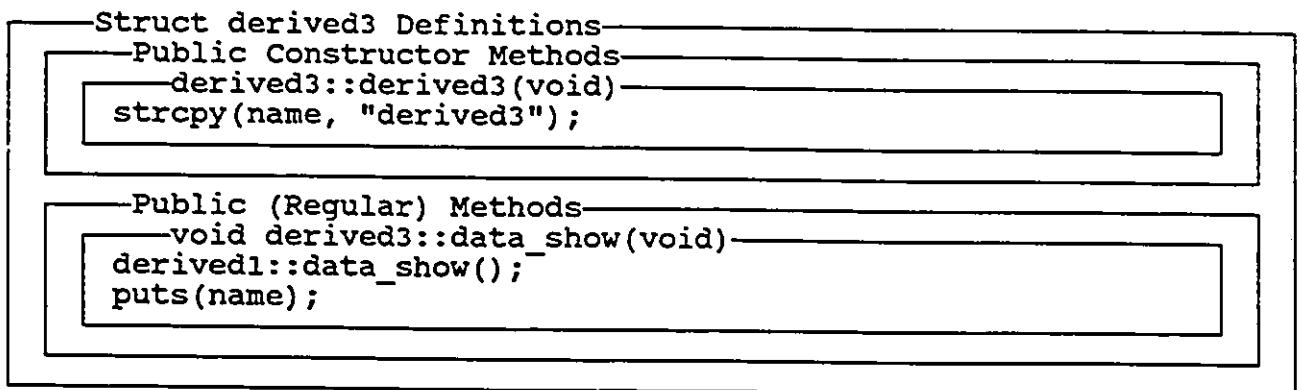 Struct derived3 Definitions
Public Constructor Methods
derived3::derived3(void)
strcpy(name, "derived3");
Public (Regular) Methods
void derived3::data_show(void)
derived1::data_show();
puts(name);